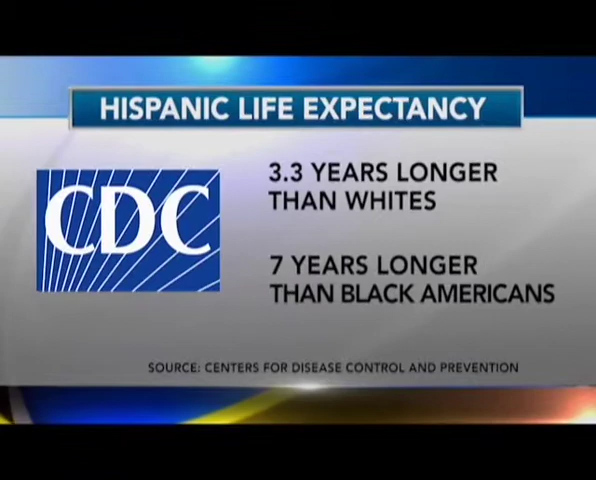 HISPANIC LIFE EXPECTANCY
CDC
3.3 YEARS LONGER
THAN WHITES
7 YEARS LONGER
THAN BLACK AMERICANS
SOURCE: CENTERS FOR DISEASE CONTROL AND PREVENTION